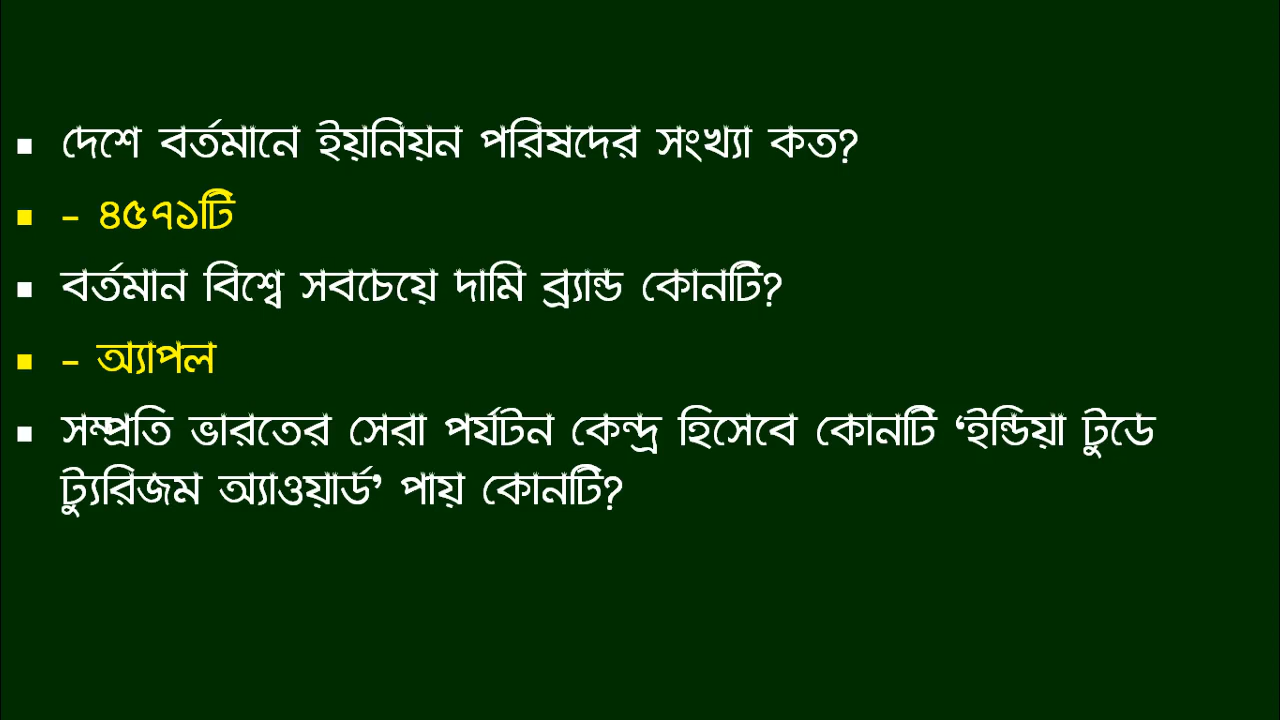 ▪ দেশে বর্তমানে ইয়নিয়ন পরিষদের সংখ্যা কত?
▪ – ৪৫৭১টি
▪ বর্তমান বিশ্বে সবচেয়ে দামি ব্র্যান্ড কোনটি?
▪ – অ্যাপল
▪ সম্প্রতি ভারতের সেরা পর্যটন কেন্দ্র হিসেবে কোনটি ‘ইন্ডিয়া টুডে
ট্যুরিজম অ্যাওয়ার্ড’ পায় কোনটি?